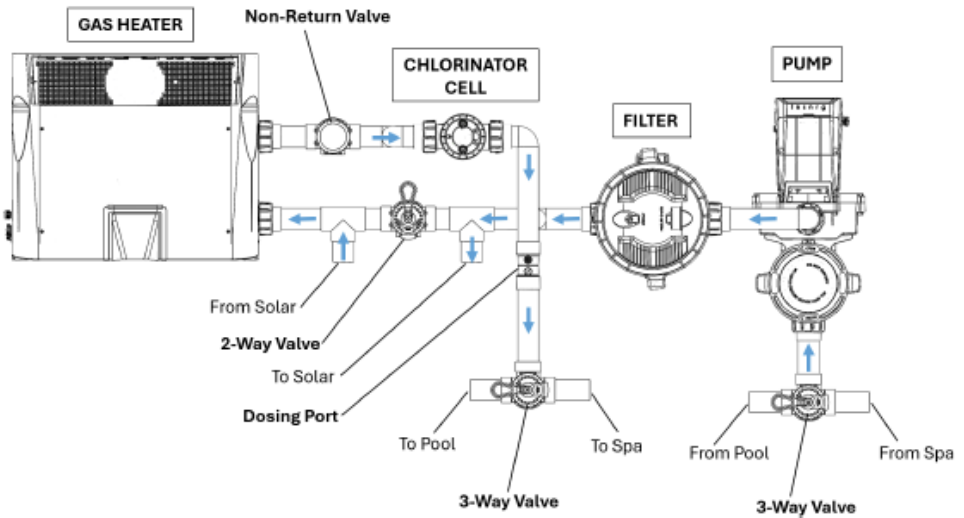 Non-Return Valve
GAS HEATER
CHLORINATOR
CELL
PUMP
FILTER
From Solar
2-Way Valve
To Solar
Dosing Port
To Pool
To Spa
From Pool
From Spa
3-Way Valve
3-Way Valve